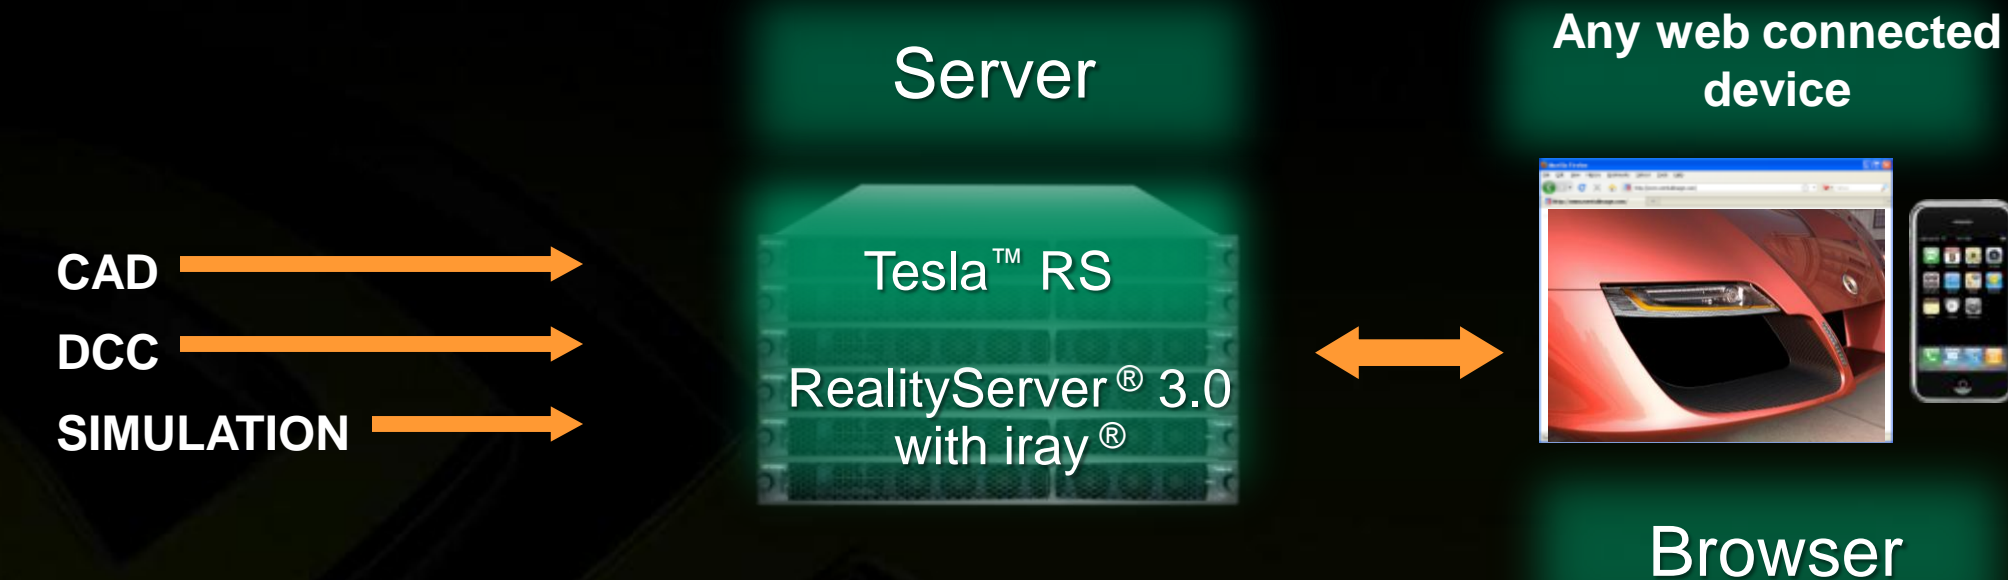 Server
Any web connected
device
CAD
DCC
SIMULATION
Tesla™ RS
RealityServer® 3.0
with iray®
Browser